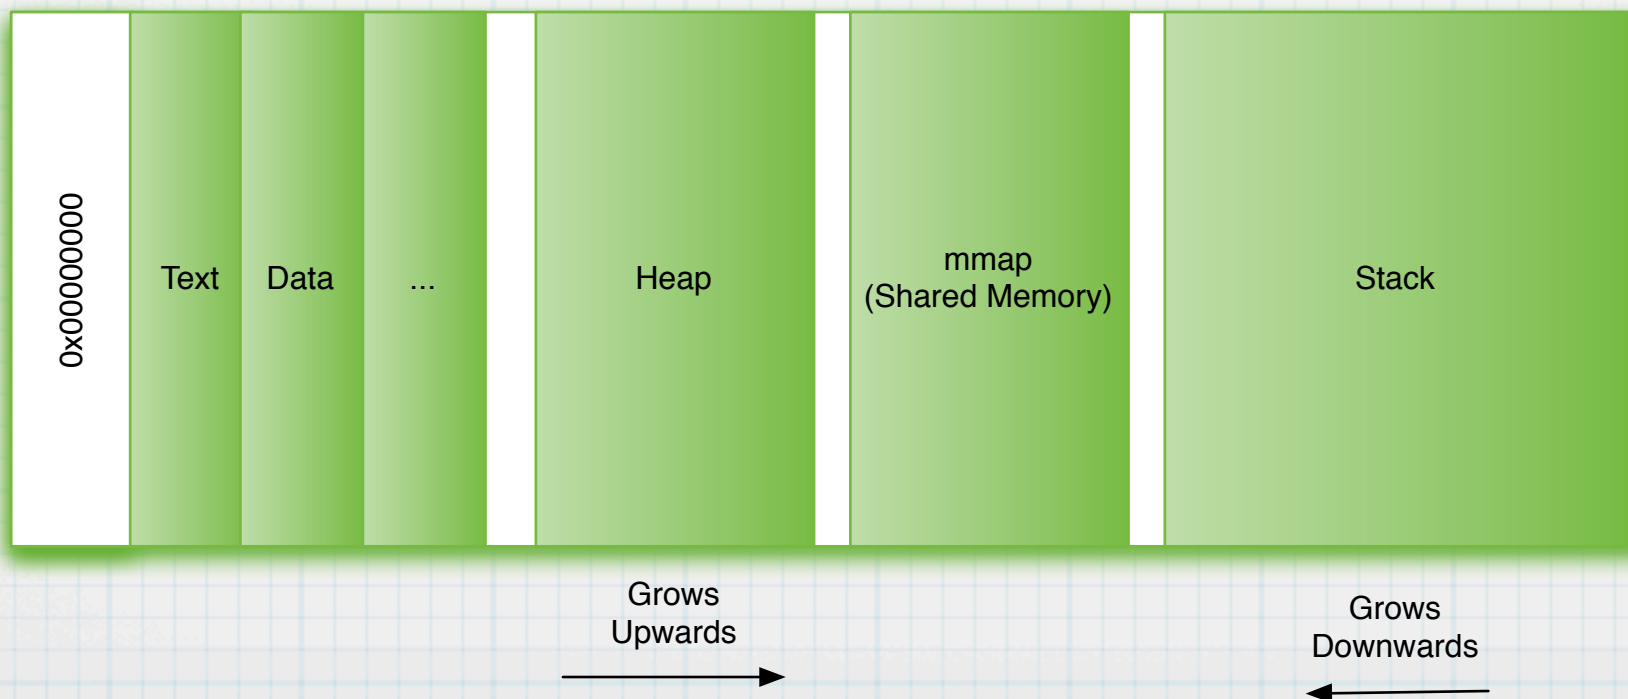 0x00000000
Text
Data
...
Heap
mmap
(Shared Memory)
Stack
Grows
Upwards
Grows
Downwards